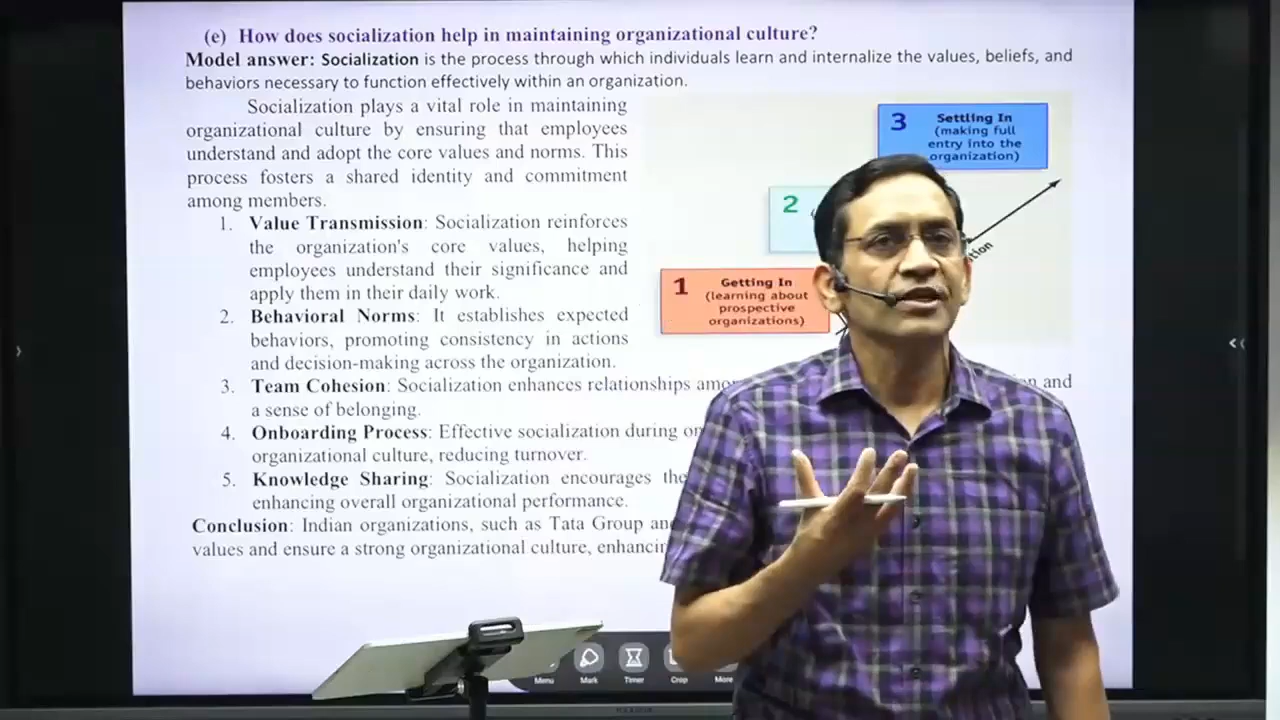 (e) How does socialization help in maintaining organizational culture?
Model answer: Socialization is the process through which individuals learn and internalize the values, beliefs, and
behaviors necessary to function effectively within an organization.
Socialization plays a vital role in maintaining
organizational culture by ensuring that employees
understand and adopt the core values and norms. This
process fosters a shared identity and commitment
among members.
1. Value Transmission: Socialization reinforces
the organization's core values, helping
employees understand their significance and
apply them in their daily work.
2. Behavioral Norms: It establishes expected
behaviors, promoting consistency in actions
and decision-making across the organization.
3. Team Cohesion: Socialization enhances relationships and
a sense of belonging.
4. Onboarding Process: Effective socialization during
organizational culture, reducing turnover.
5. Knowledge Sharing: Socialization encourages
enhancing overall organizational performance.
Conclusion: Indian organizations, such as Tata Group
values and ensure a strong organizational culture,
3 Settling In
(making full
entry into the
organization)
2
1 Getting In
(learning about
prospective
organizations)
Menu
Mark
Timer
Crop
More